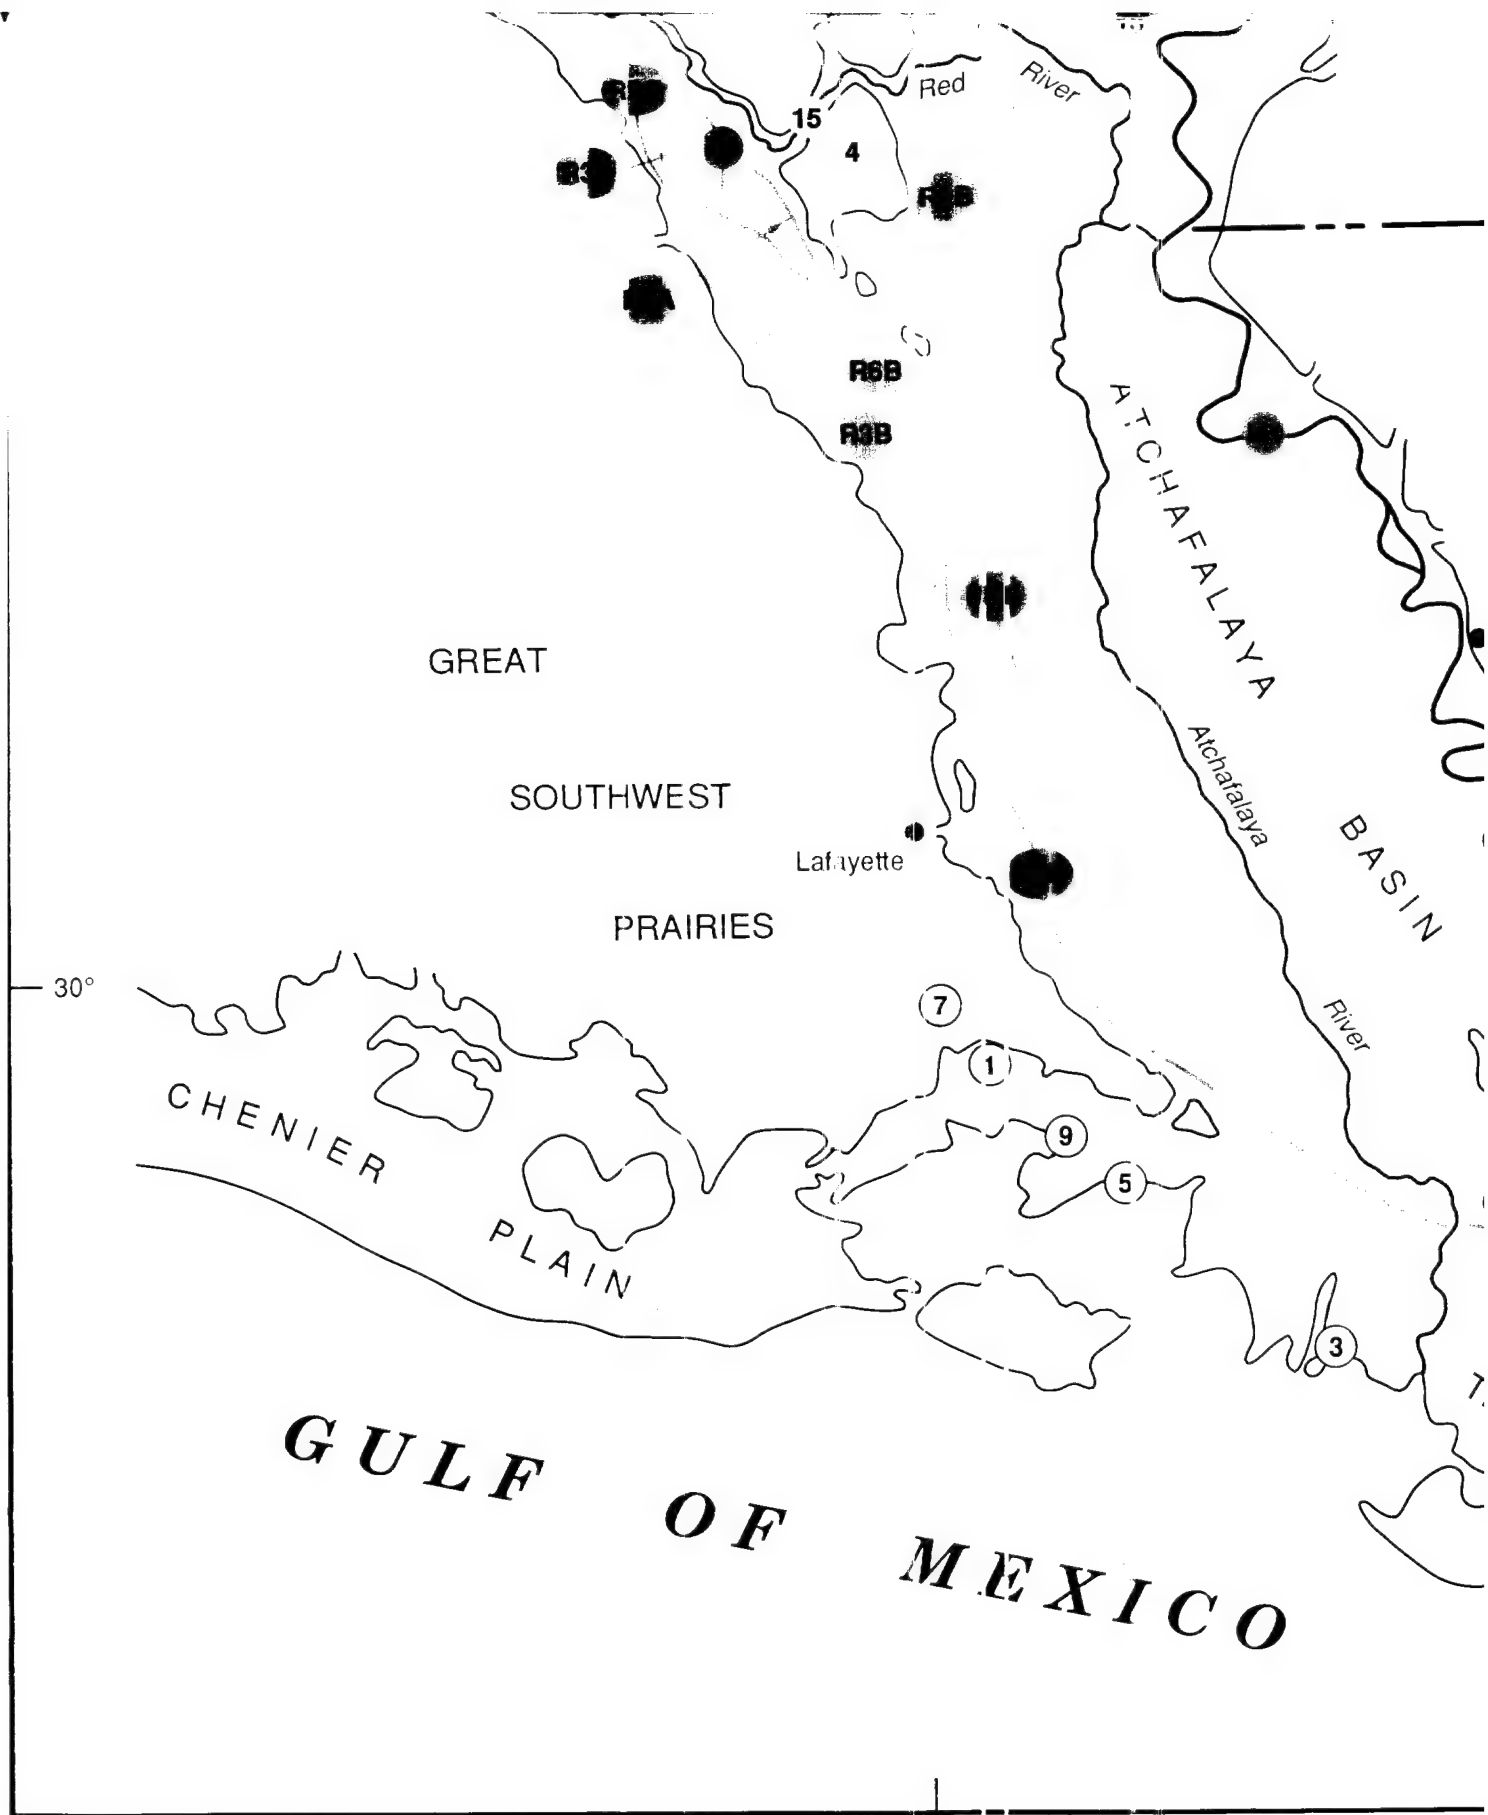 Red
River
15
4
R6B
R3B
ATCHAFALAYA
GREAT
Atchafalaya
SOUTHWEST
BASIN
Lafayette
PRAIRIES
30°
7
River
1
CHENIER
9
5
PLAIN
3
GULF OF MEXICO